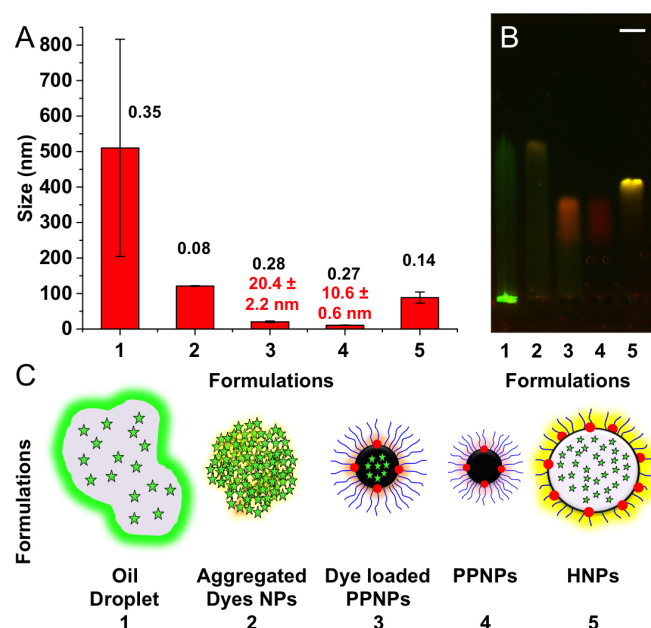 A
Size (nm)
800
700
600
500
400
300
200
100
0
0.35
0.08
0.28
20.4 ±
2.2 nm
0.27
10.6 ±
0.6 nm
0.14
1 2 3 4 5
Formulations
B
1 2 3 4 5
Formulations
C
Formulations
Oil
Droplet
1
Aggregated
Dyes NPs
2
Dye loaded
PPNPs
3
PPNPs
4
HNPs
5